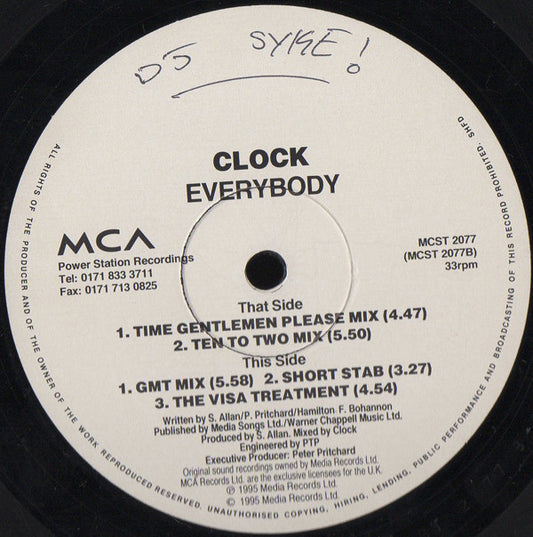 DJ SYKE!
CLOCK
EVERYBODY
MCA
Power Station Recordings
Tel: 0171 833 3711
Fax: 0171 713 0825
MCST 2077
(MCST 2077B)
33rpm
That Side
1. TIME GENTLEMEN PLEASE MIX (4.47)
2. TEN TO TWO MIX (5.50)
This Side
1. GMT MIX (5.58) 2. SHORT STAB (3.27)
3. THE VISA TREATMENT (4.54)
Written by S. Allan/P. Pritchard/Hamilton F. Bohannon
Published by Media Songs Ltd./Warner Chappell Music Ltd.
Produced by S. Allan. Mixed by Clock
Engineered by PTP
Executive Producer: Peter Pritchard
Original sound recordings owned by Media Records Ltd.
MCA Records Ltd. are the exclusive licensees for the U.K.
℗ 1995 Media Records Ltd.
© 1995 Media Records Ltd.
ALL RIGHTS OF THE PRODUCER AND OF THE OWNER OF THE WORK REPRODUCED RESERVED. UNAUTHORISED COPYING, HIRING, LENDING, PUBLIC PERFORMANCE AND BROADCASTING OF THIS RECORD PROHIBITED. SHFD